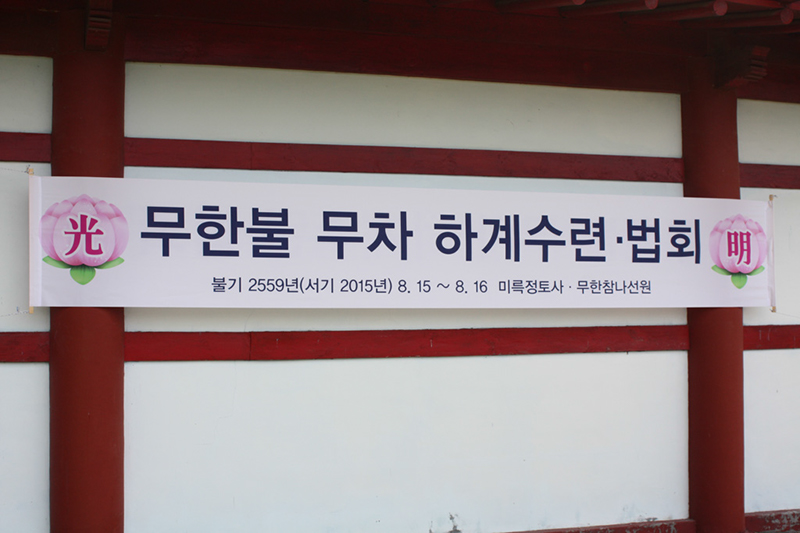 光 무한불 무차 하계수련·법회 明
불기 2559년(서기 2015년) 8. 15 ~ 8. 16 미륵정토사 · 무한참나선원